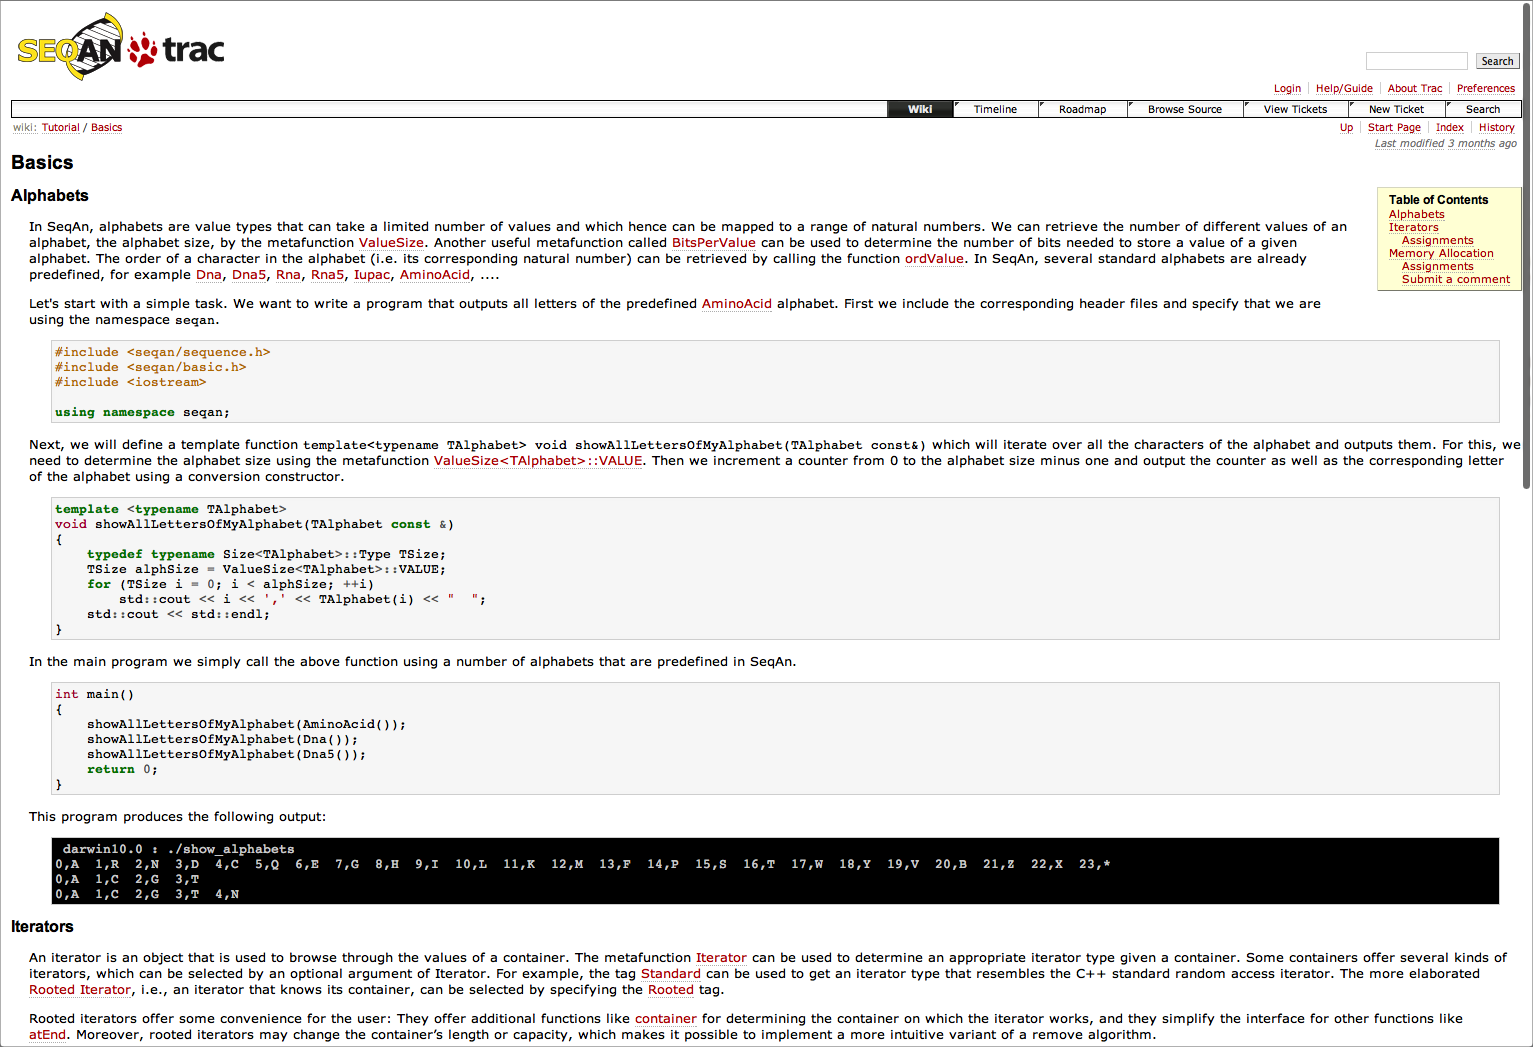 SEQAN trac
Search
Login Help/Guide About Trac Preferences
Wiki Timeline Roadmap Browse Source View Tickets New Ticket Search
wiki: Tutorial / Basics
Up Start Page Index History
Last modified 3 months ago
Basics
Alphabets
Table of Contents
Alphabets
Iterators
Assignments
Memory Allocation
Assignments
Submit a comment
In SeqAn, alphabets are value types that can take a limited number of values and which hence can be mapped to a range of natural numbers. We can retrieve the number of different values of an
alphabet, the alphabet size, by the metafunction ValueSize. Another useful metafunction called BitsPerValue can be used to determine the number of bits needed to store a value of a given
alphabet. The order of a character in the alphabet (i.e. its corresponding natural number) can be retrieved by calling the function ordValue. In SeqAn, several standard alphabets are already
predefined, for example Dna, Dna5, Rna, Rna5, Iupac, AminoAcid, ....
Let's start with a simple task. We want to write a program that outputs all letters of the predefined AminoAcid alphabet. First we include the corresponding header files and specify that we are
using the namespace seqan.
#include <seqan/sequence.h>
#include <seqan/basic.h>
#include <iostream>
using namespace seqan;
Next, we will define a template function template<typename TAlphabet> void showAllLettersOfMyAlphabet(TAlphabet const&) which will iterate over all the characters of the alphabet and outputs them. For this, we
need to determine the alphabet size using the metafunction ValueSize<TAlphabet>::VALUE. Then we increment a counter from 0 to the alphabet size minus one and output the counter as well as the corresponding letter
of the alphabet using a conversion constructor.
template <typename TAlphabet>
void showAllLettersOfMyAlphabet(TAlphabet const &)
{
    typedef typename Size<TAlphabet>::Type TSize;
    TSize alphSize = ValueSize<TAlphabet>::VALUE;
    for (TSize i = 0; i < alphSize; ++i)
        std::cout << i << ',' << TAlphabet(i) << "  ";
    std::cout << std::endl;
}
In the main program we simply call the above function using a number of alphabets that are predefined in SeqAn.
int main()
{
    showAllLettersOfMyAlphabet(AminoAcid());
    showAllLettersOfMyAlphabet(Dna());
    showAllLettersOfMyAlphabet(Dna5());
    return 0;
}
This program produces the following output:
darwin10.0 : ./show_alphabets
0,A  1,R  2,N  3,D  4,C  5,Q  6,E  7,G  8,H  9,I  10,L  11,K  12,M  13,F  14,P  15,S  16,T  17,W  18,Y  19,V  20,B  21,Z  22,X  23,*
0,A  1,C  2,G  3,T
0,A  1,C  2,G  3,T  4,N
Iterators
An iterator is an object that is used to browse through the values of a container. The metafunction Iterator can be used to determine an appropriate iterator type given a container. Some containers offer several kinds of
iterators, which can be selected by an optional argument of Iterator. For example, the tag Standard can be used to get an iterator type that resembles the C++ standard random access iterator. The more elaborated
Rooted Iterator, i.e., an iterator that knows its container, can be selected by specifying the Rooted tag.
Rooted iterators offer some convenience for the user: They offer additional functions like container for determining the container on which the iterator works, and they simplify the interface for other functions like
atEnd. Moreover, rooted iterators may change the container's length or capacity, which makes it possible to implement a more intuitive variant of a remove algorithm.